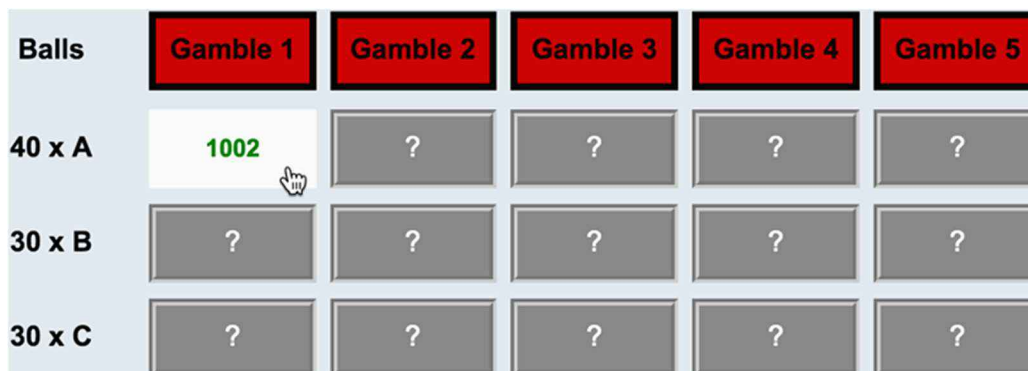 Balls Gamble 1 Gamble 2 Gamble 3 Gamble 4 Gamble 5
40 x A 1002 ? ? ? ?
30 x B ? ? ? ? ?
30 x C ? ? ? ? ?